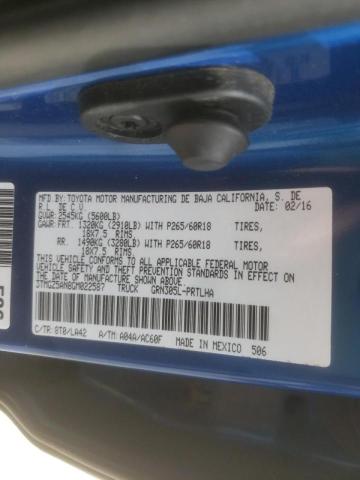 MFD.BY: TOYOTA MOTOR MANUFACTURING DE BAJA CALIFORNIA, S. DE
R.L. DE C.V. DATE: 02/16
GVWR: 2545KG (5600LB)
GAWR: FRT. 1320KG (2910LB) WITH P265/60R18 TIRES,
18X7.5 RIMS.
RR. 1490KG (3280LB) WITH P265/60R18 TIRES,
18X7.5 RIMS.
THIS VEHICLE CONFORMS TO ALL APPLICABLE FEDERAL MOTOR
VEHICLE SAFETY STANDARDS IN EFFECT ON THE DATE OF
MANUFACTURE SHOWN ABOVE.
3TMGZ5AN8GM022587 TRUCK GRN305L-PRTLHA
C/TR: 8T0/LA42 A/TM: A04A/AC60F MADE IN MEXICO 506